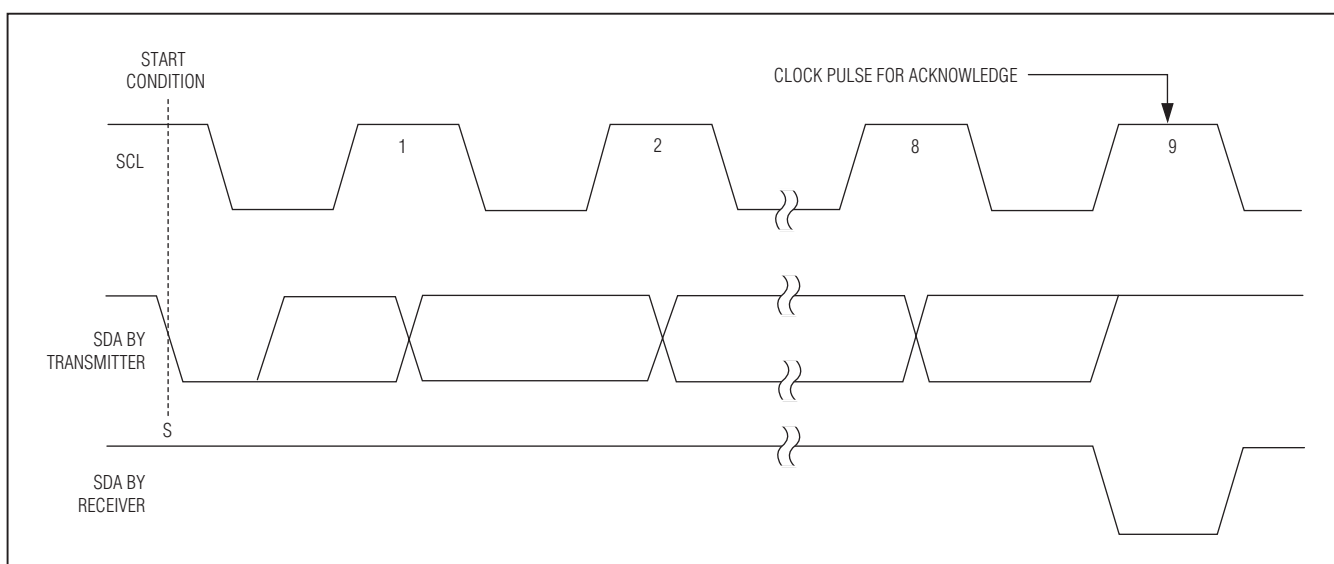 START
CONDITION
CLOCK PULSE FOR ACKNOWLEDGE
SCL
1
2
8
9
SDA BY
TRANSMITTER
S
SDA BY
RECEIVER